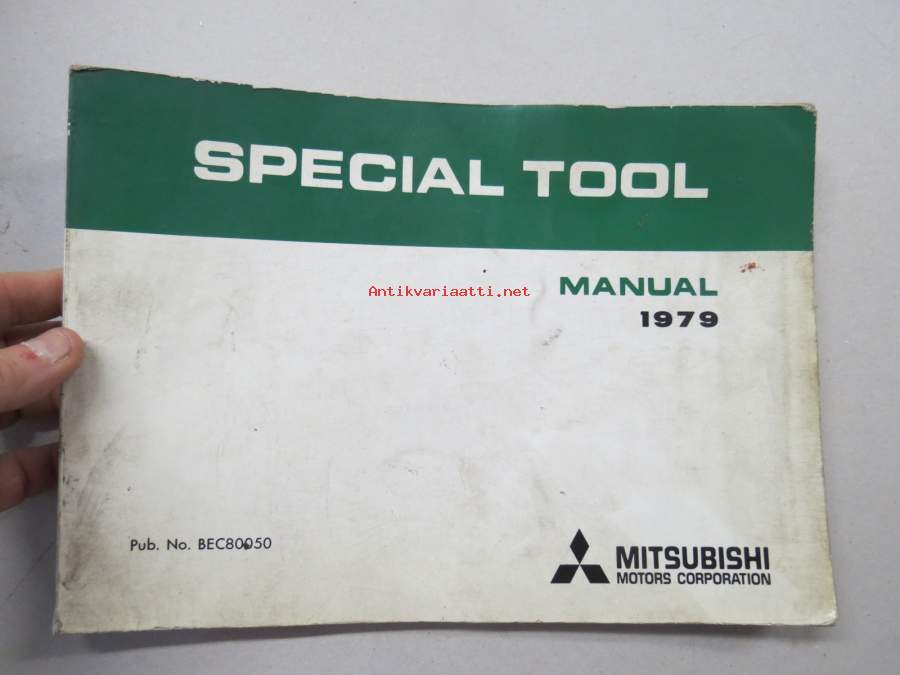 SPECIAL TOOL
MANUAL
1979
Antikvariaatti.net
Pub. No. BEC80050
MITSUBISHI
MOTORS CORPORATION